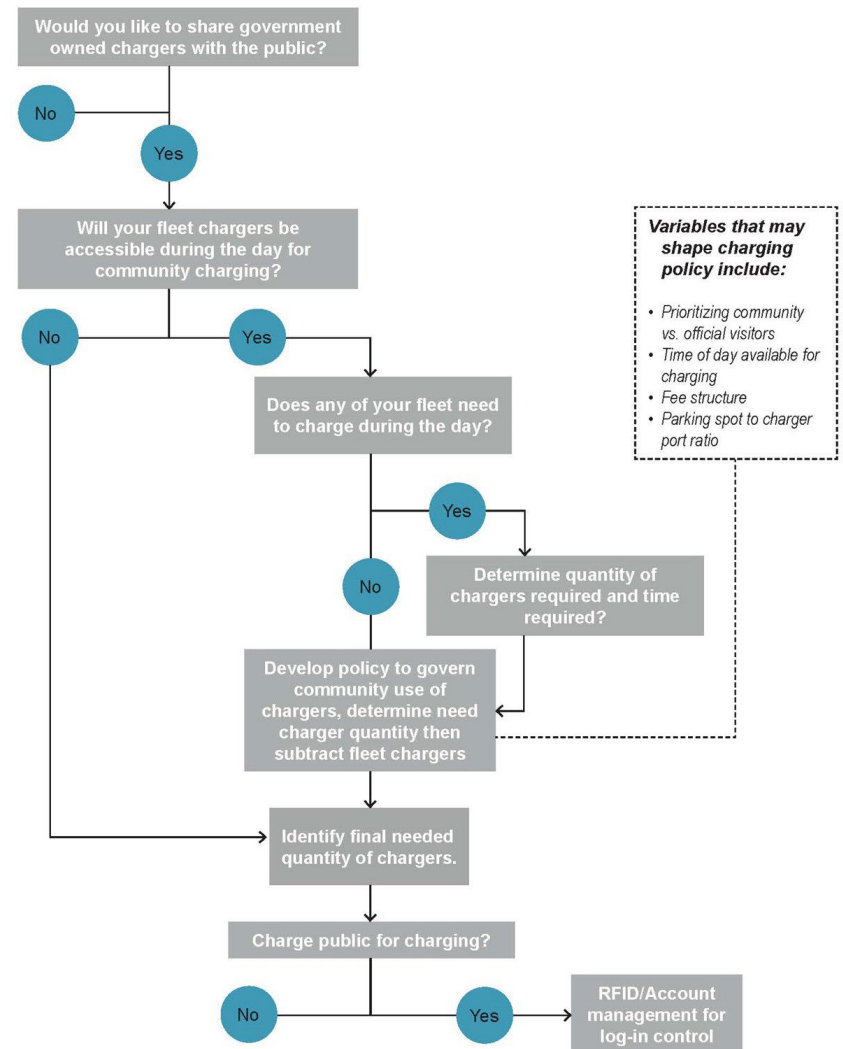 Would you like to share government
owned chargers with the public?
No
Yes
Will your fleet chargers be
accessible during the day for
community charging?
Variables that may
shape charging
policy include:
• Prioritizing community
vs. official visitors
• Time of day available for
charging
• Fee structure
• Parking spot to charger
port ratio
No
Yes
Does any of your fleet need
to charge during the day?
Yes
No
Determine quantity of
chargers required and time
required?
Develop policy to govern
community use of
chargers, determine need
charger quantity then
subtract fleet chargers
Identify final needed
quantity of chargers.
Charge public for charging?
No
Yes
RFID/Account
management for
log-in control